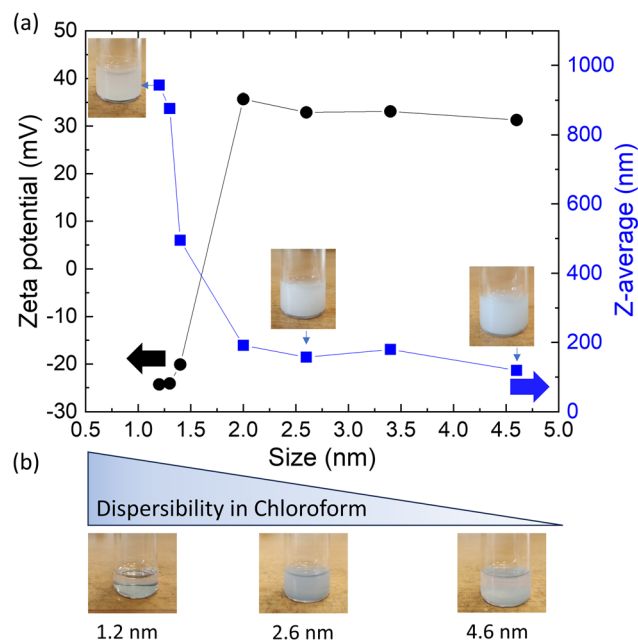 (a)
50
40
30
20
10
0
-10
-20
-30
Zeta potential (mV)
1000
800
600
400
200
0
Z-average (nm)
0.5 1.0 1.5 2.0 2.5 3.0 3.5 4.0 4.5 5.0
Size (nm)
(b)
Dispersibility in Chloroform
1.2 nm 2.6 nm 4.6 nm